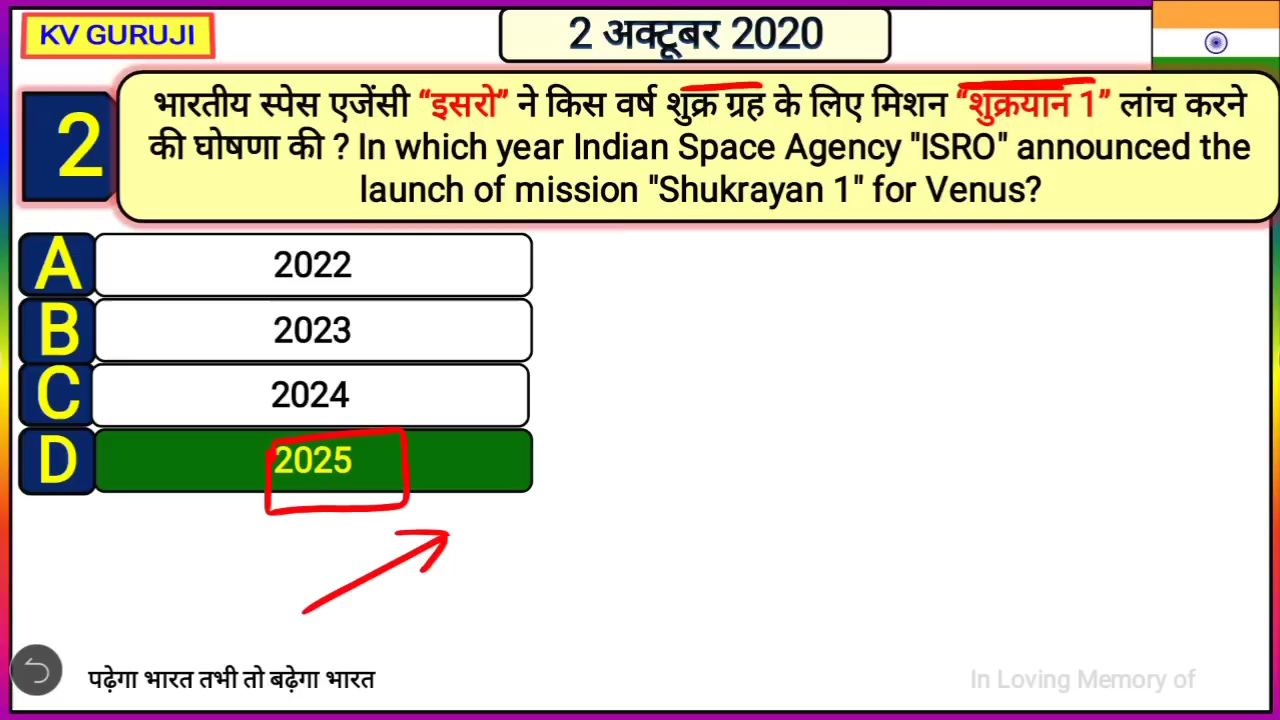 KV GURUJI
2 अक्टूबर 2020
2
भारतीय स्पेस एजेंसी “इसरो” ने किस वर्ष शुक्र ग्रह के लिए मिशन “शुक्रयान 1” लांच करने
की घोषणा की ? In which year Indian Space Agency "ISRO" announced the
launch of mission "Shukrayan 1" for Venus?
A 2022
B 2023
C 2024
D 2025
पढ़ेगा भारत तभी तो बढ़ेगा भारत
In Loving Memory of